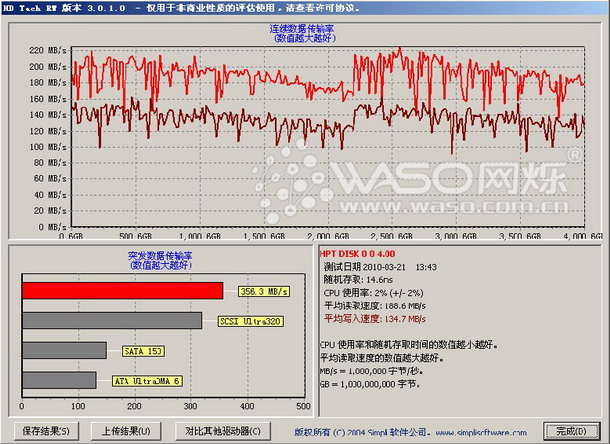 HD Tach RW 版本 3.0.1.0 - 仅用于非商业性质的评估使用，请查看许可协议。
连续数据传输率
(数值越大越好)
220 MB/s
200 MB/s
180 MB/s
160 MB/s
140 MB/s
120 MB/s
100 MB/s
80 MB/s
60 MB/s
40 MB/s
20 MB/s
0 MB/s
0.6GB 500.6GB 1,000.6GB 1,500.6GB 2,000.6GB 2,500.6GB 3,000.6GB 3,500.6GB 4,000.6GB
WASO网烁®
www.waso.com.cn
突发数据传输率
(数值越大越好)
356.3 MB/s
SCSI Ultra320
SATA 150
ATA UltraDMA 6
0 100 200 300 400 500
HPT DISK 0 0 4.00
测试日期 2010-03-21 13:43
随机存取: 14.6ms
CPU 使用率: 2% (+/- 2%)
平均读取速度: 188.6 MB/s
平均写入速度: 134.7 MB/s
CPU 使用率和随机存取时间的数值越小越好。
平均读取速度的数值越大越好。
MB/s = 1,000,000 字节/秒。
GB = 1,000,000,000 字节.
保存结果(S) 上传结果(U) 对比其他驱动器(C) 版权所有 (C) 2004 Simpli 软件公司。www.simplisoftware.com 完成(D)